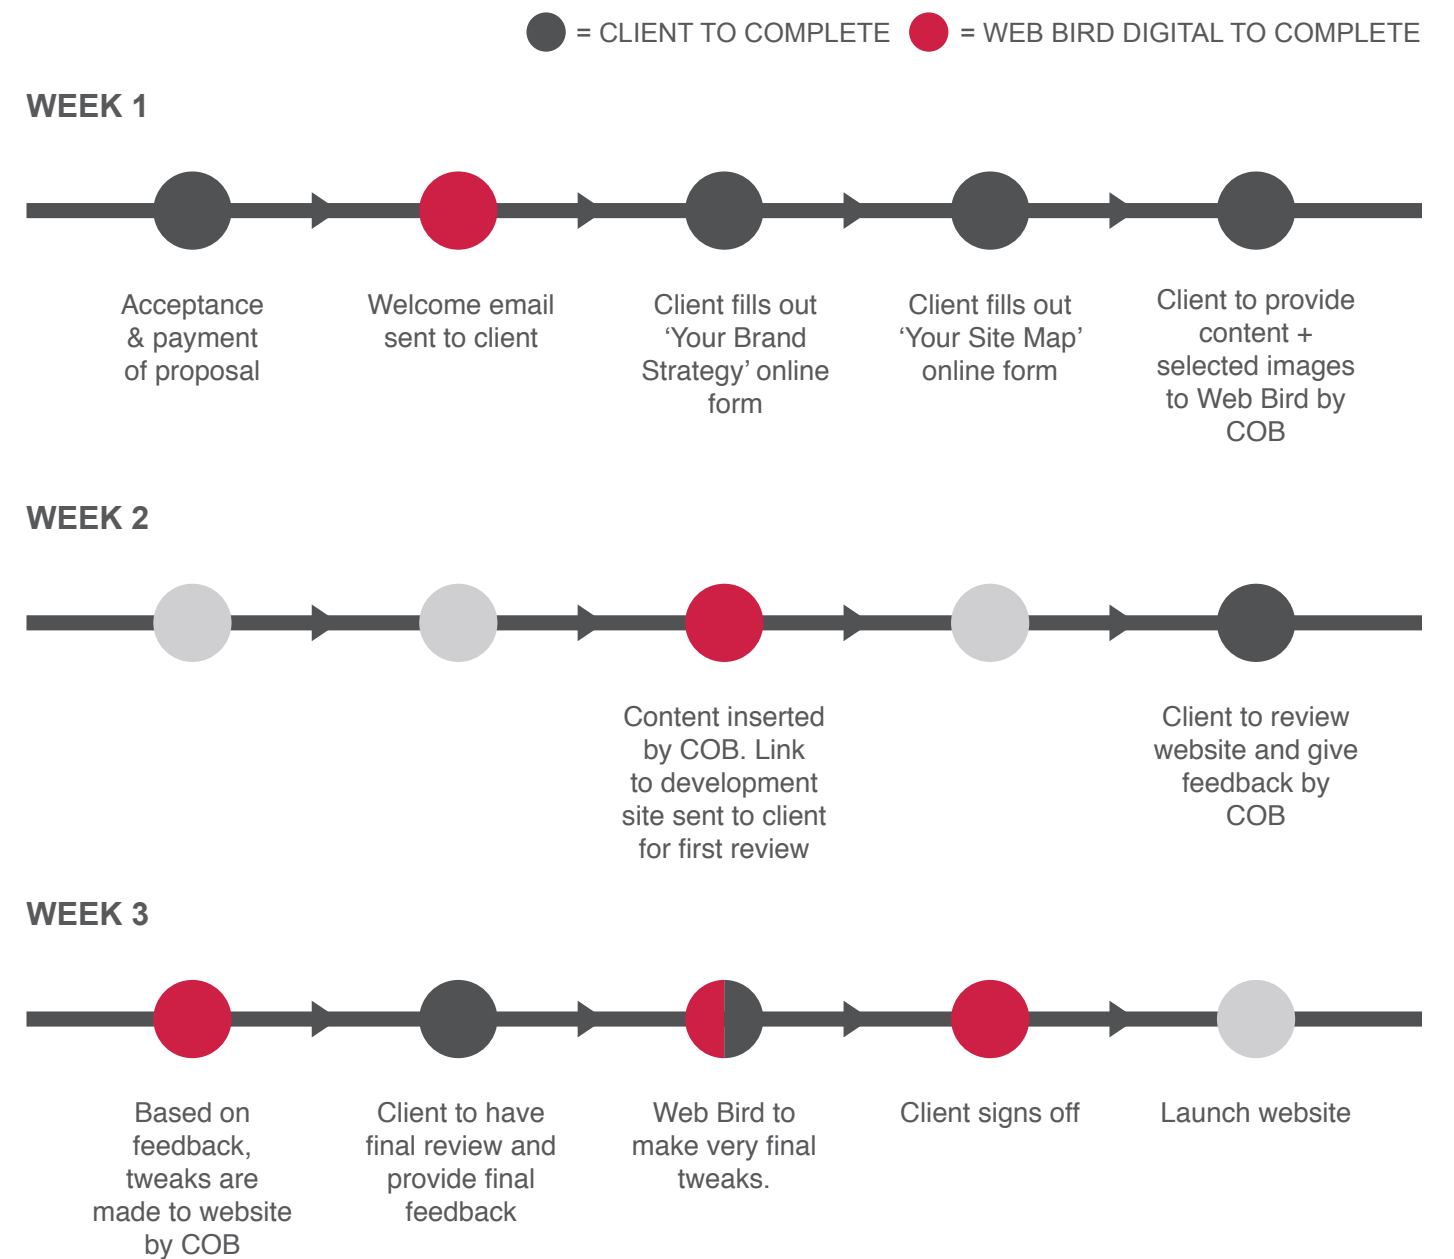 = CLIENT TO COMPLETE = WEB BIRD DIGITAL TO COMPLETE
WEEK 1
Acceptance
& payment
of proposal
Welcome email
sent to client
Client fills out
‘Your Brand
Strategy’ online
form
Client fills out
‘Your Site Map’
online form
Client to provide
content +
selected images
to Web Bird by
COB
WEEK 2
Content inserted
by COB. Link
to development
site sent to client
for first review
Client to review
website and give
feedback by
COB
WEEK 3
Based on
feedback,
tweaks are
made to website
by COB
Client to have
final review and
provide final
feedback
Web Bird to
make very final
tweaks.
Client signs off
Launch website